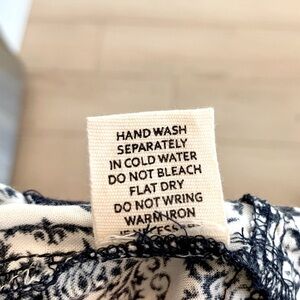 HAND WASH
SEPARATELY
IN COLD WATER
DO NOT BLEACH
FLAT DRY
DO NOT WRING
WARM IRON